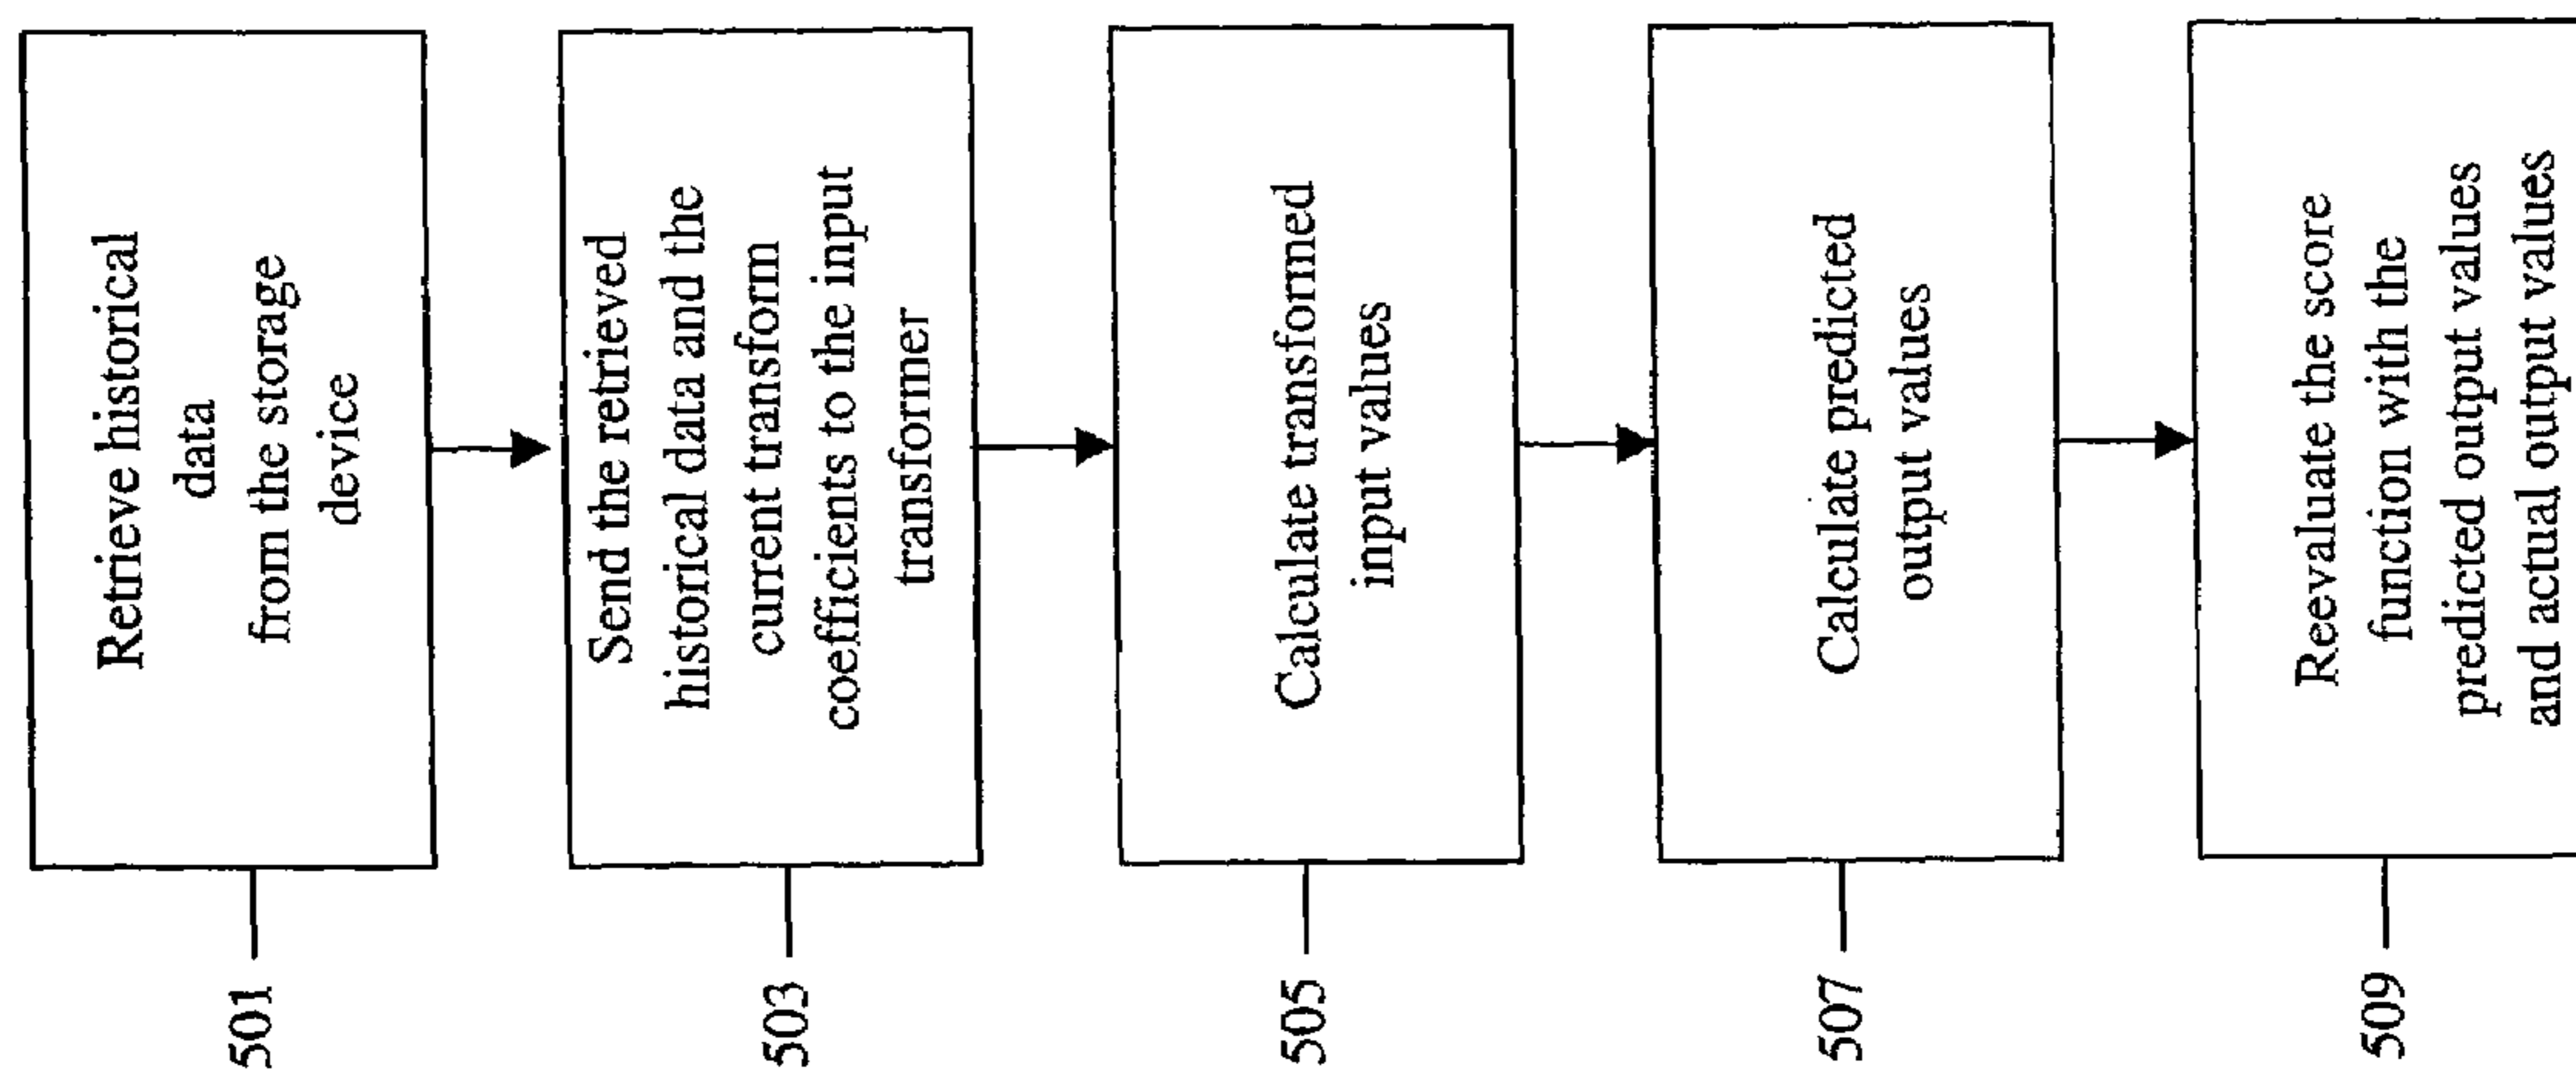 501
Retrieve historical
data
from the storage
device
503
Send the retrieved
historical data and the
current transform
coefficients to the input
transformer
505
Calculate transformed
input values
507
Calculate predicted
output values
509
Reevaluate the score
function with the
predicted output values
and actual output values